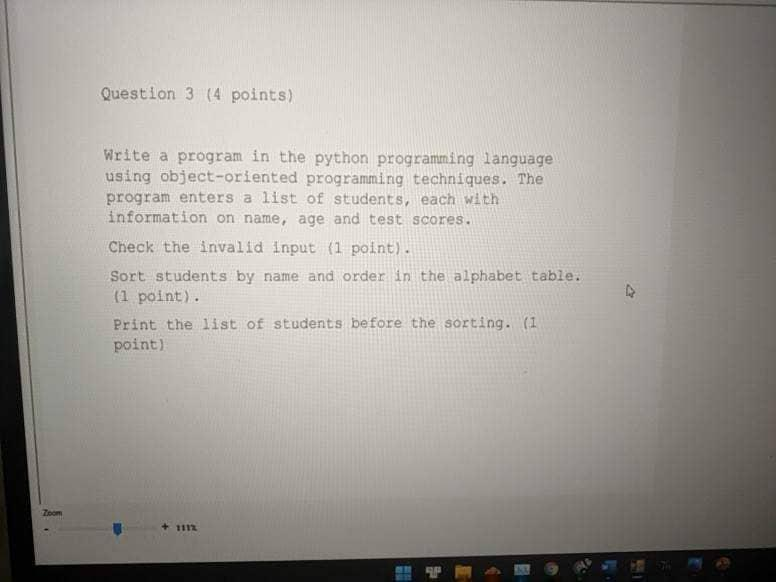 Question 3 (4 points)
Write a program in the python programming language
using object-oriented programming techniques. The
program enters a list of students, each with
information on name, age and test scores.
Check the invalid input (1 point).
Sort students by name and order in the alphabet table.
(1 point).
Print the list of students before the sorting. (1
point)
Zoom
- + 111%